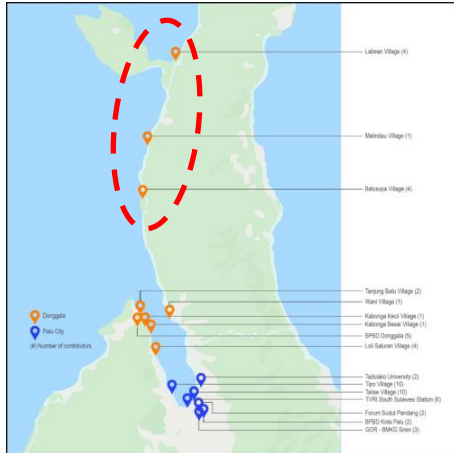 Labean Village (4)
Malindau Village (1)
Batusuya Village (4)
Tanjung Batu Village (2)
Wani Village (1)
Donggala
Kabonga Kecil Village (1)
Palu City
Kabonga Besar Village (1)
(#) Number of contributors
BPBD Donggala (5)
Loli Saluran Village (4)
Tadulako University (2)
Tipo Village (10)
Talise Village (10)
TVRI South Sulawesi Station (6)
Forum Sudut Pandang (2)
BPBD Kota Palu (2)
GOR - BMKG Siren (3)